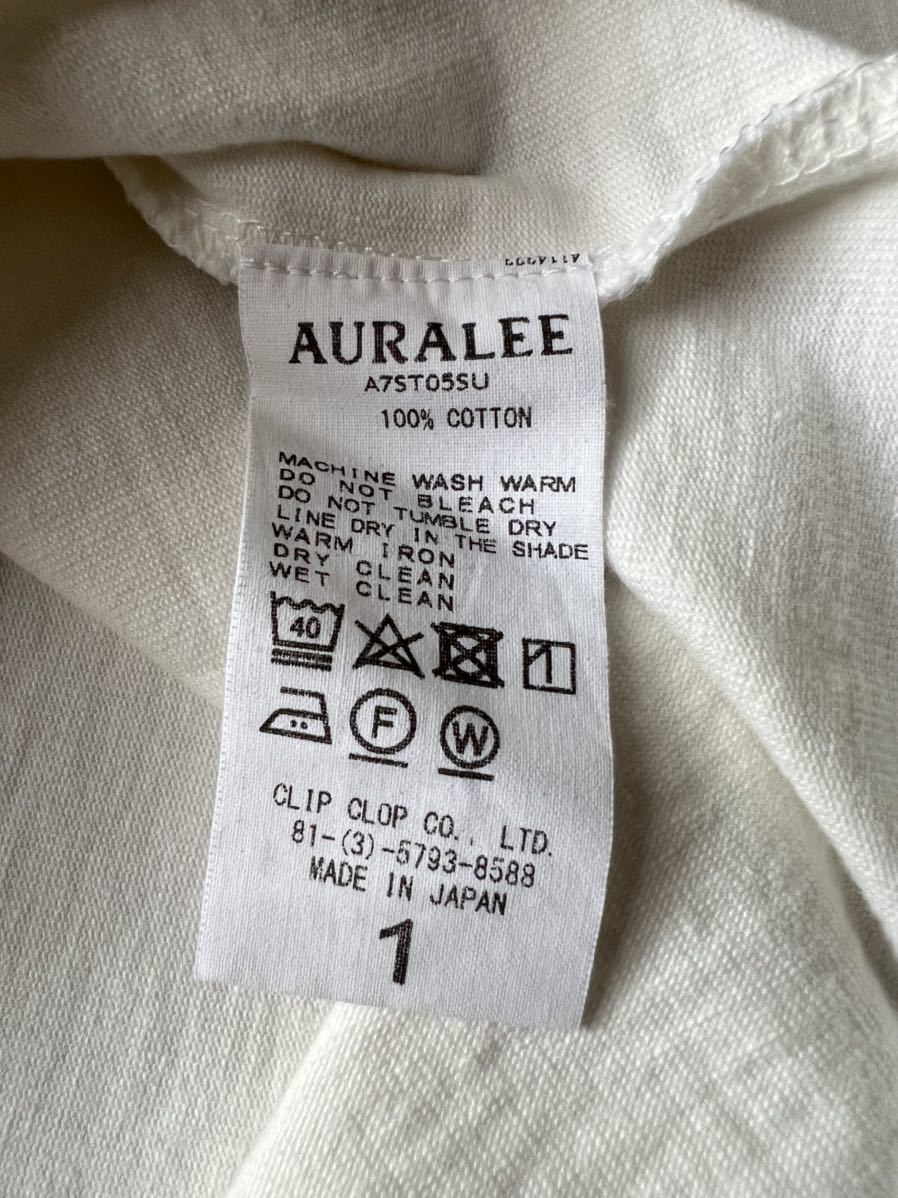 AURALEE
A7ST05SU
100% COTTON
MACHINE WASH WARM
DO NOT BLEACH
DO NOT TUMBLE DRY
LINE DRY IN THE SHADE
WARM IRON
DRY CLEAN
WET CLEAN
40
F W
CLIP CLOP CO., LTD.
81-(3)-5793-8588
MADE IN JAPAN
1